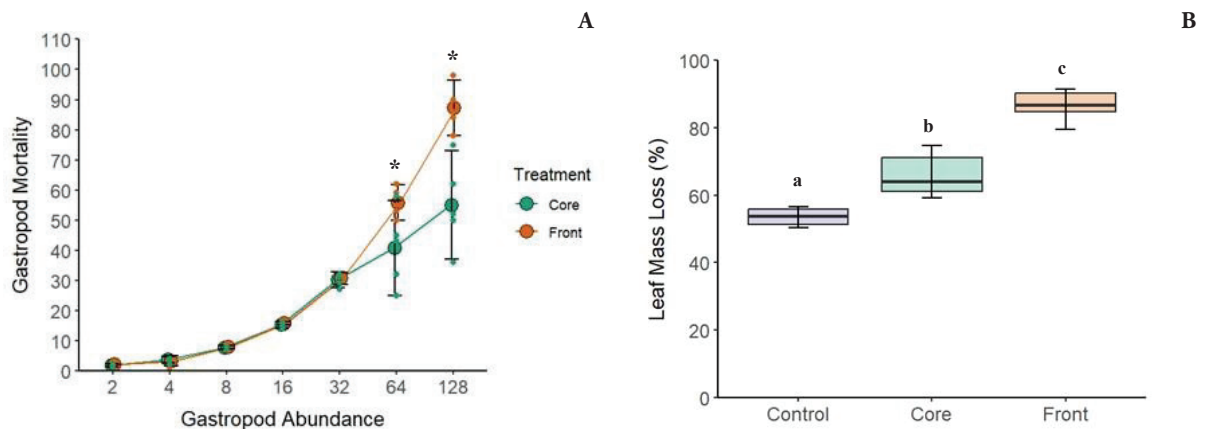 A
Gastropod Mortality
110
100
90
80
70
60
50
40
30
20
10
0
*
*
2 4 8 16 32 64 128
Gastropod Abundance
Treatment
Core
Front
B
Leaf Mass Loss (%)
100
80
60
40
20
0
a
b
c
Control Core Front